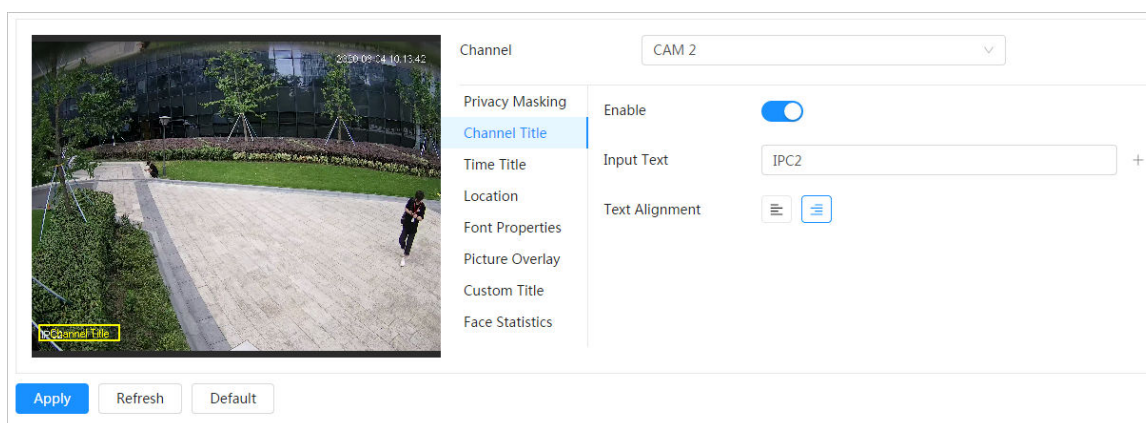 Channel
CAM 2
2020-09-04 10:13:42
Privacy Masking
Enable
Channel Title
Input Text
IPC2
+
Time Title
Location
Text Alignment
Font Properties
Picture Overlay
Custom Title
Face Statistics
Channel Title
Apply
Refresh
Default